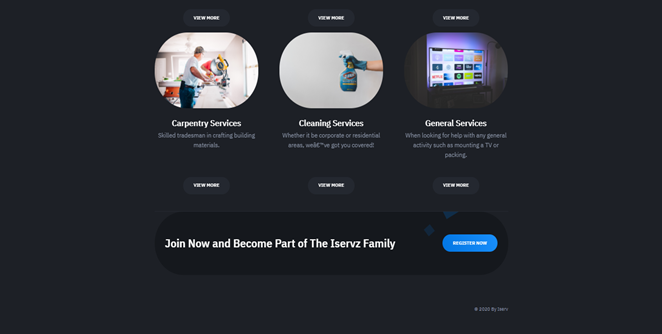 VIEW MORE VIEW MORE VIEW MORE
Carpentry Services
Skilled tradesman in crafting building
materials.
Cleaning Services
Whether it be corporate or residential
areas, weâ€™ve got you covered!
General Services
When looking for help with any general
activity such as mounting a TV or
packing.
VIEW MORE VIEW MORE VIEW MORE
Join Now and Become Part of The Iservz Family
REGISTER NOW
© 2020 By Iserv